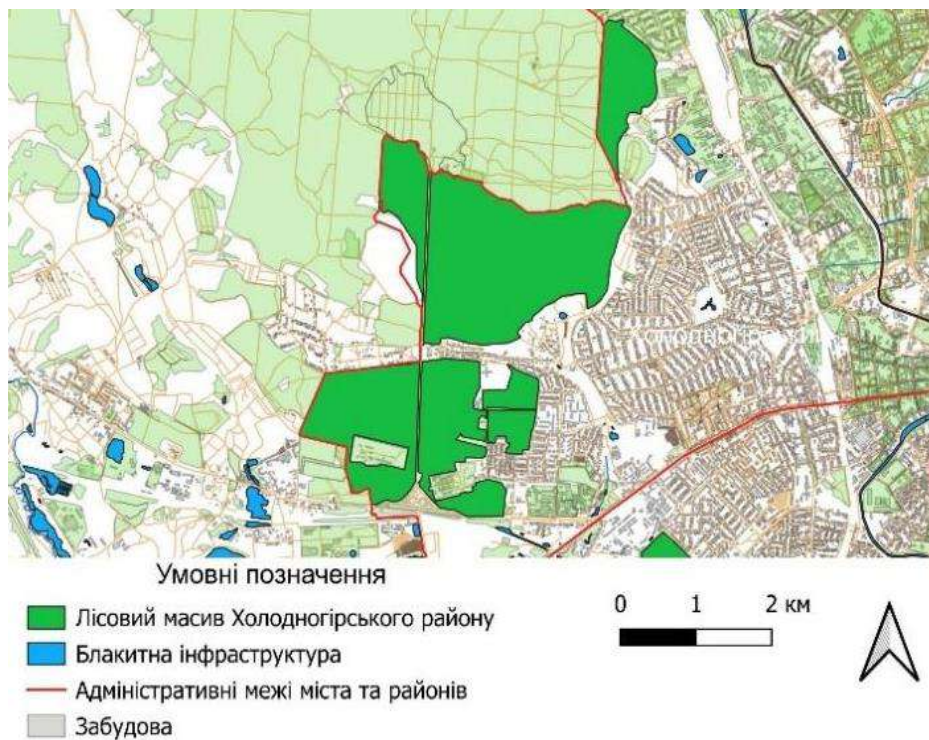 Умовні позначення
Лісовий масив Холодногірського району
Блакитна інфраструктура
Адміністративні межі міста та районів
Забудова
0 1 2 км